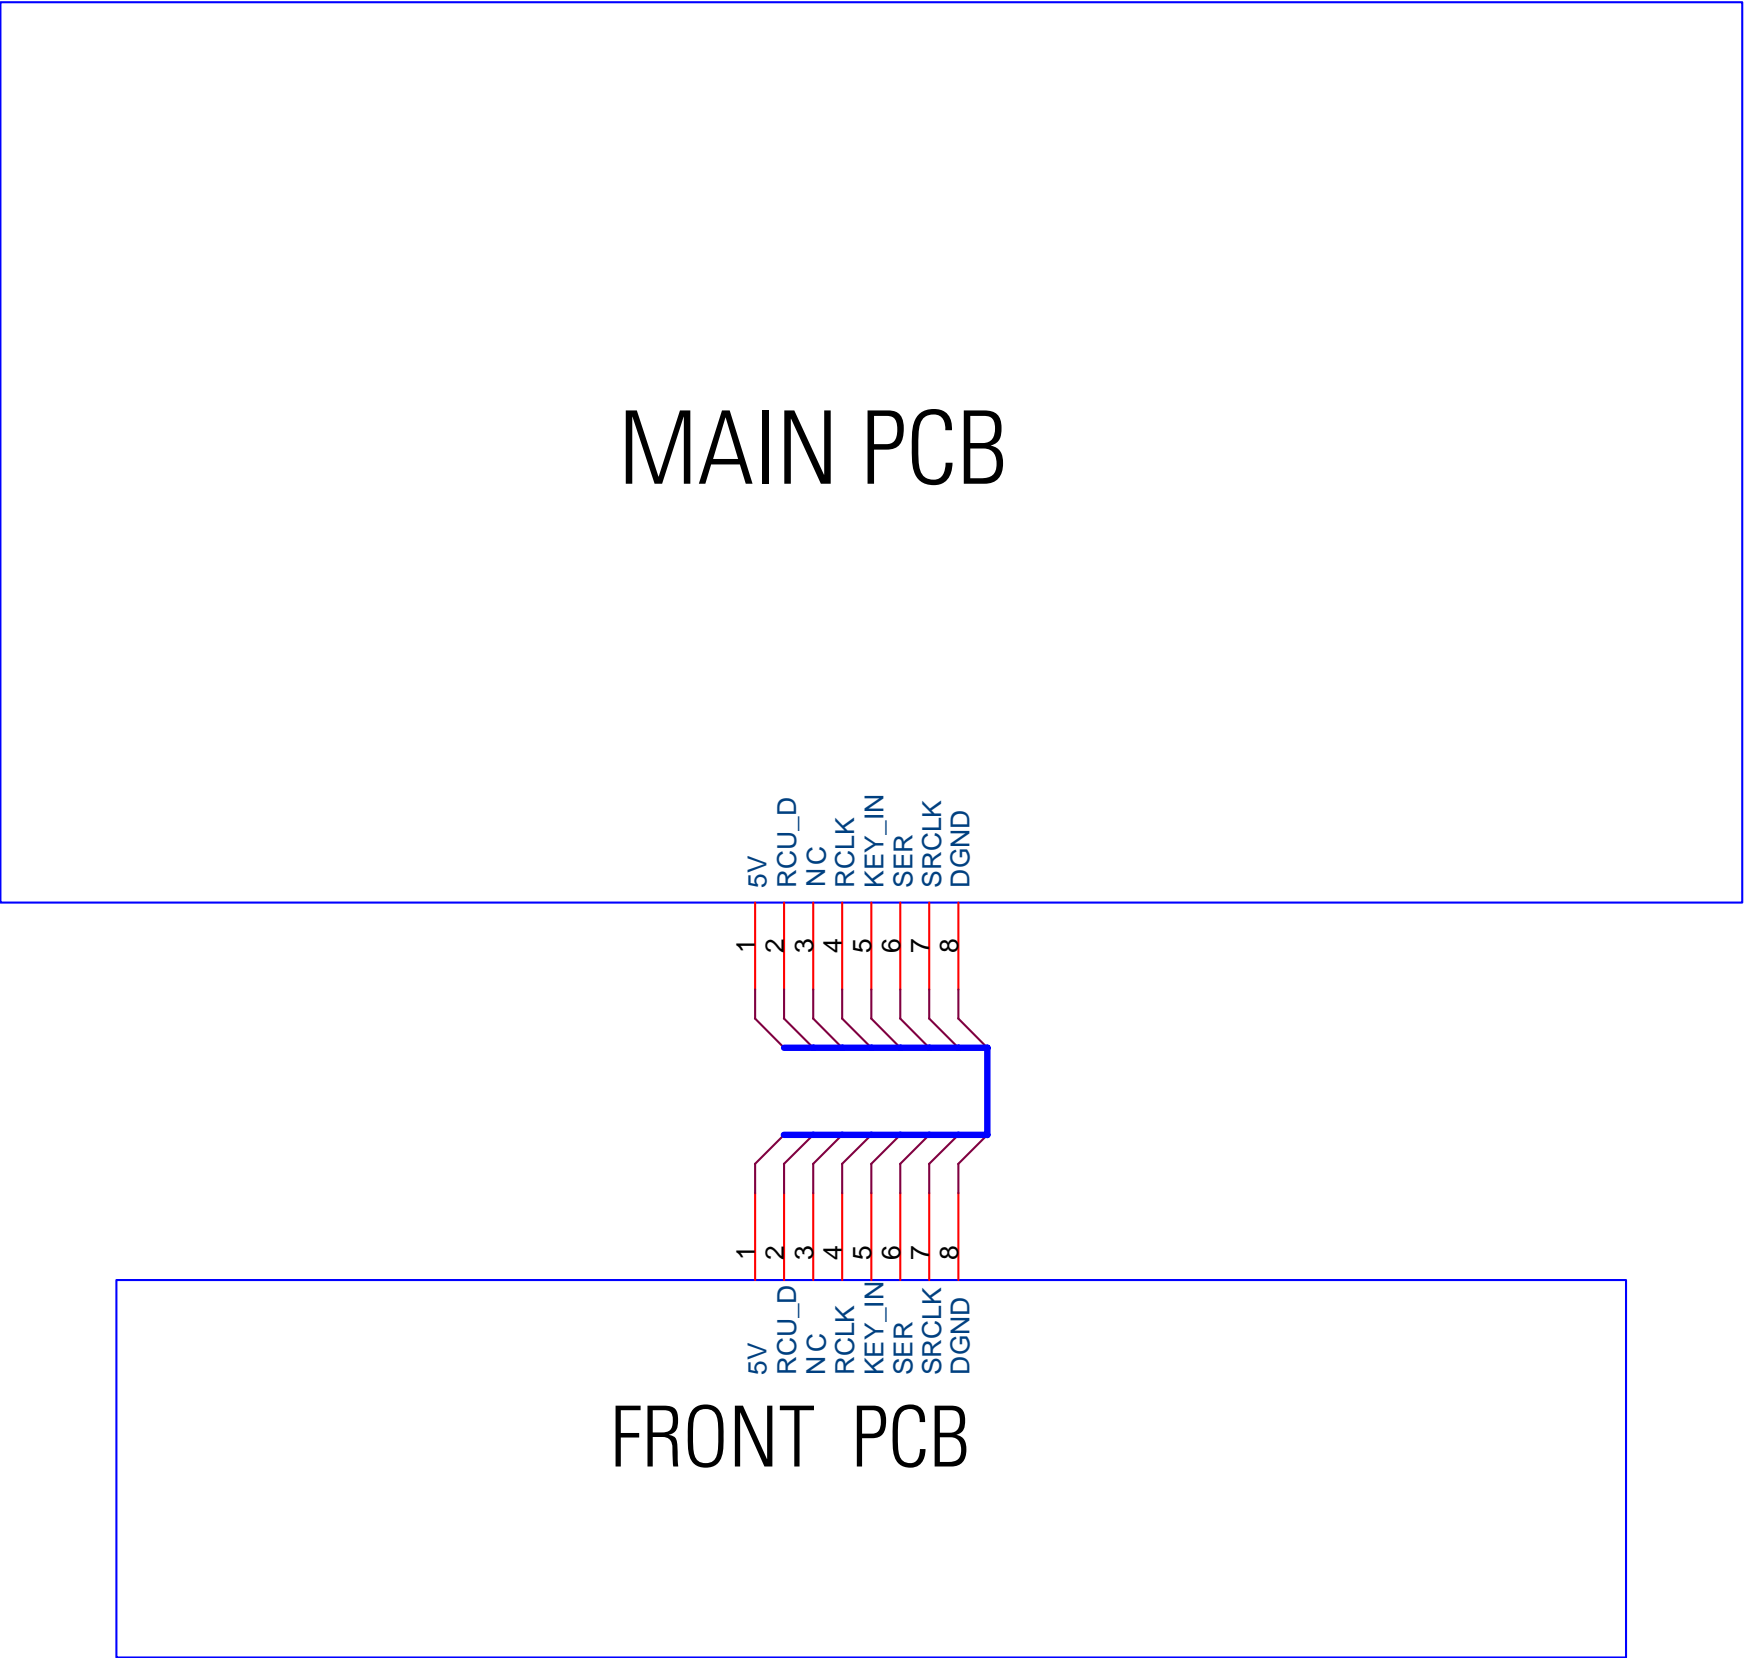 MAIN PCB
5V
RCU_D
NC
RCLK
KEY_IN
SER
SRCLK
DGND
1
2
3
4
5
6
7
8
1
2
3
4
5
6
7
8
5V
RCU_D
NC
RCLK
KEY_IN
SER
SRCLK
DGND
FRONT PCB